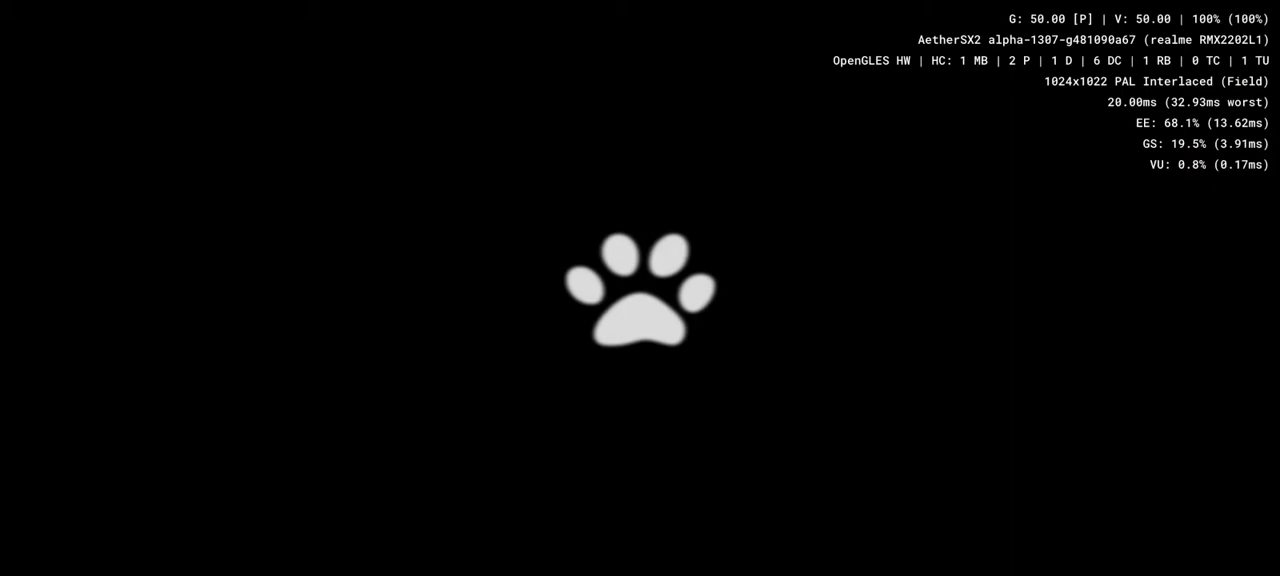 G: 50.00 [P] | V: 50.00 | 100% (100%)
AetherSX2 alpha-1307-g481090a67 (realme RMX2202L1)
OpenGLES HW | HC: 1 MB | 2 P | 1 D | 6 DC | 1 RB | 0 TC | 1 TU
1024x1022 PAL Interlaced (Field)
20.00ms (32.93ms worst)
EE: 68.1% (13.62ms)
GS: 19.5% (3.91ms)
VU: 0.8% (0.17ms)